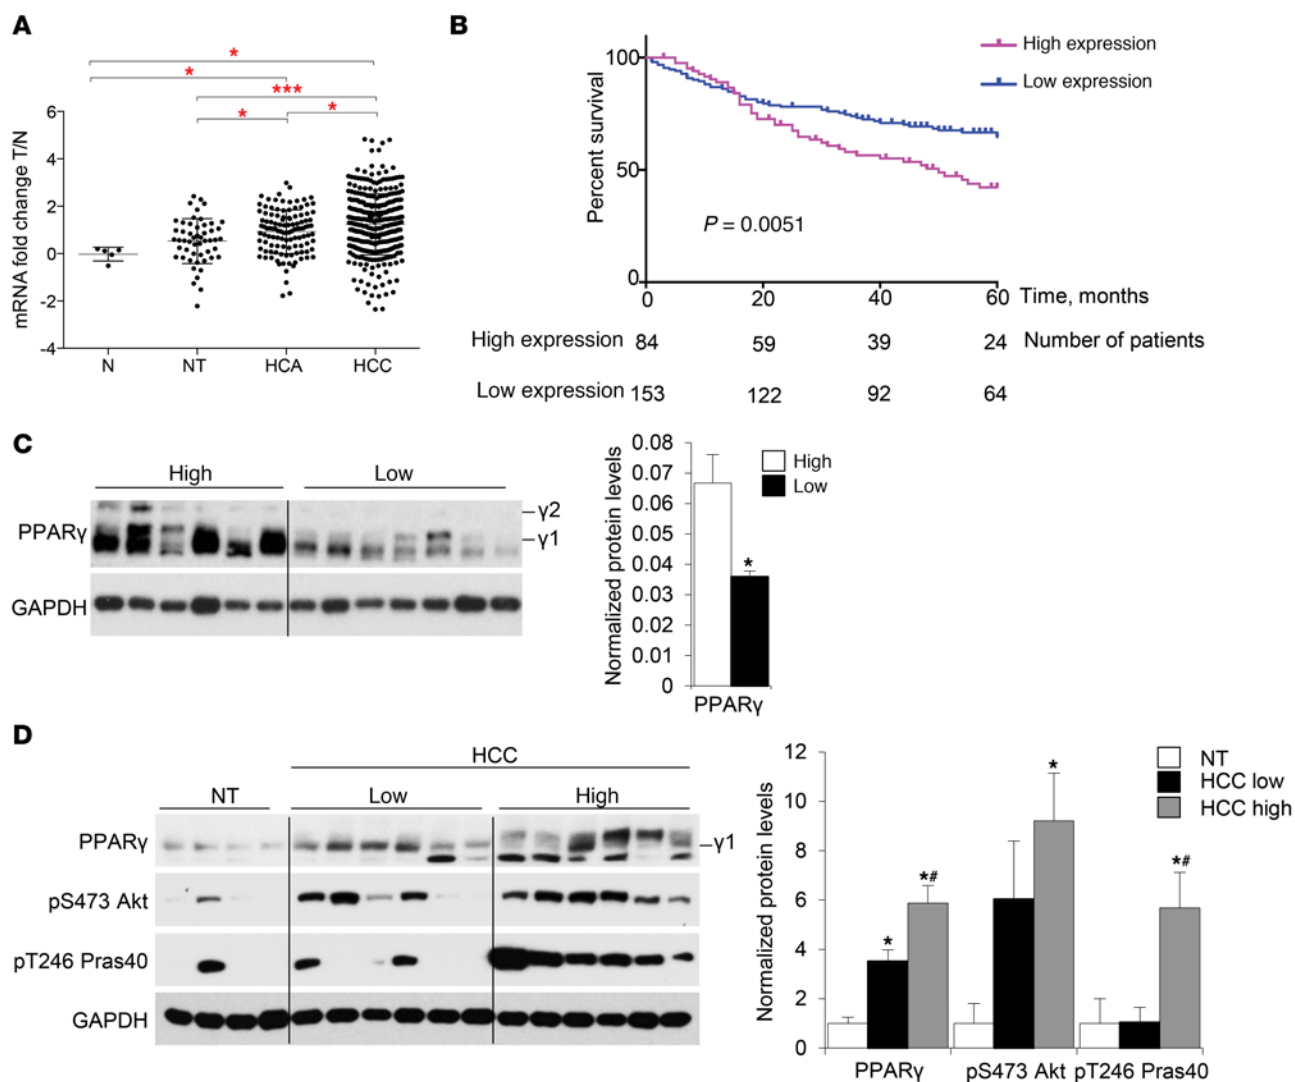 A
*
*
***
*
*
mRNA fold change T/N
6
4
2
0
-2
-4
N NT HCA HCC
B
High expression
Low expression
Percent survival
100
50
0
P = 0.0051
0 20 40 60 Time, months
High expression 84 59 39 24 Number of patients
Low expression 153 122 92 64
C
High Low
PPARγ
γ2
γ1
GAPDH
Normalized protein levels
0.08
0.07
0.06
0.05
0.04
0.03
0.02
0.01
0
High
Low
*
PPARγ
D
HCC
NT Low High
PPARγ
γ1
pS473 Akt
pT246 Pras40
GAPDH
Normalized protein levels
12
10
8
6
4
2
0
NT
HCC low
HCC high
*
*#
*
*#
PPARγ pS473 Akt pT246 Pras40